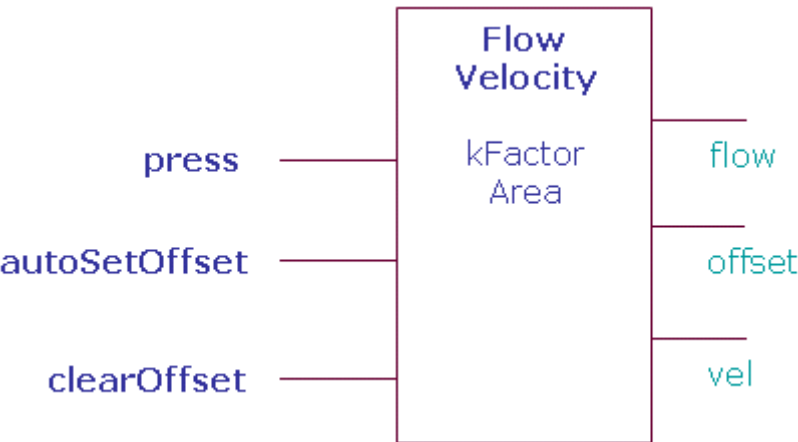 Flow
Velocity
kFactor
Area
press
autoSetOffset
clearOffset
flow
offset
vel